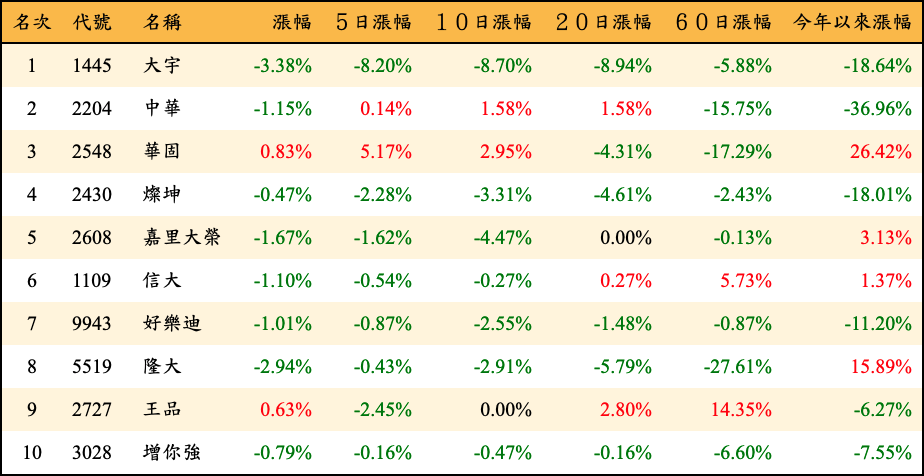 名次 代號 名稱 漲幅 5日漲幅 10日漲幅 20日漲幅 60日漲幅 今年以來漲幅
1 1445 大宇 -3.38% -8.20% -8.70% -8.94% -5.88% -18.64%
2 2204 中華 -1.15% 0.14% 1.58% 1.58% -15.75% -36.96%
3 2548 華固 0.83% 5.17% 2.95% -4.31% -17.29% 26.42%
4 2430 燦坤 -0.47% -2.28% -3.31% -4.61% -2.43% -18.01%
5 2608 嘉里大榮 -1.67% -1.62% -4.47% 0.00% -0.13% 3.13%
6 1109 信大 -1.10% -0.54% -0.27% 0.27% 5.73% 1.37%
7 9943 好樂迪 -1.01% -0.87% -2.55% -1.48% -0.87% -11.20%
8 5519 隆大 -2.94% -0.43% -2.91% -5.79% -27.61% 15.89%
9 2727 王品 0.63% -2.45% 0.00% 2.80% 14.35% -6.27%
10 3028 增你強 -0.79% -0.16% -0.47% -0.16% -6.60% -7.55%